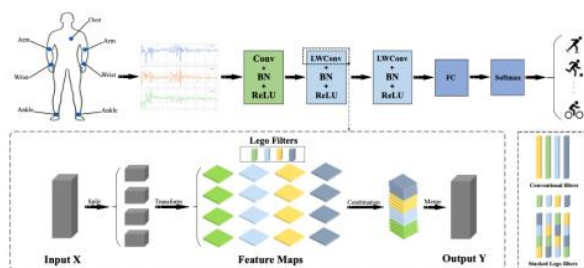 Chest
Arm
Arm
Wrist
Wrist
Ankle
Ankle
Conv
+
BN
+
ReLU
LWConv
+
BN
+
ReLU
LWConv
+
BN
+
ReLU
FC
Softmax
Lego Filters
Split
Transform
Combination
Merge
Input X
Feature Maps
Output Y
Conventional filters
Stacked Lego filters